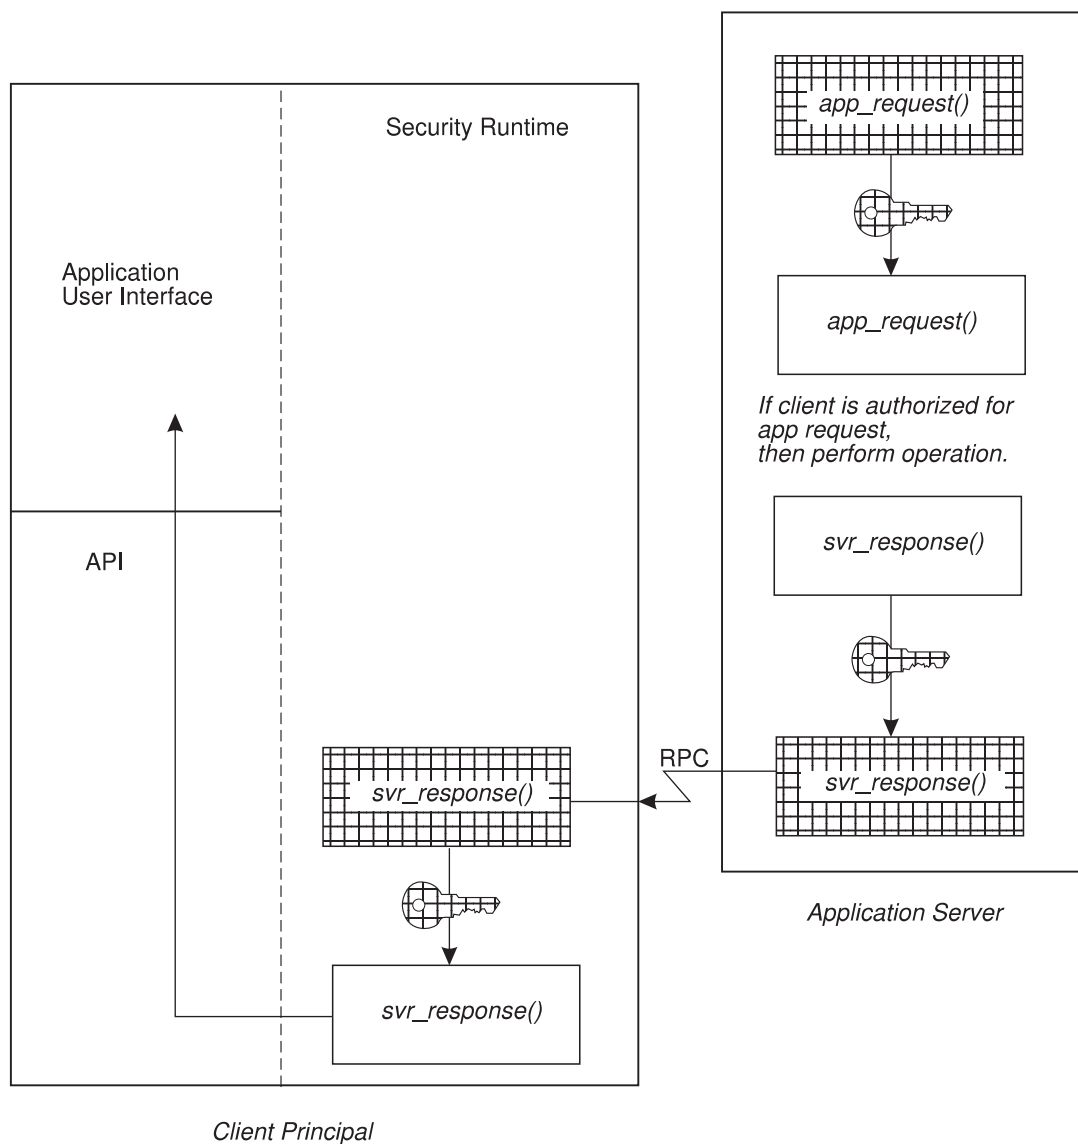 Security Runtime
Application
User Interface
API
RPC
svr_response()
svr_response()
Client Principal
app_request()
app_request()
If client is authorized for
app request,
then perform operation.
svr_response()
svr_response()
Application Server